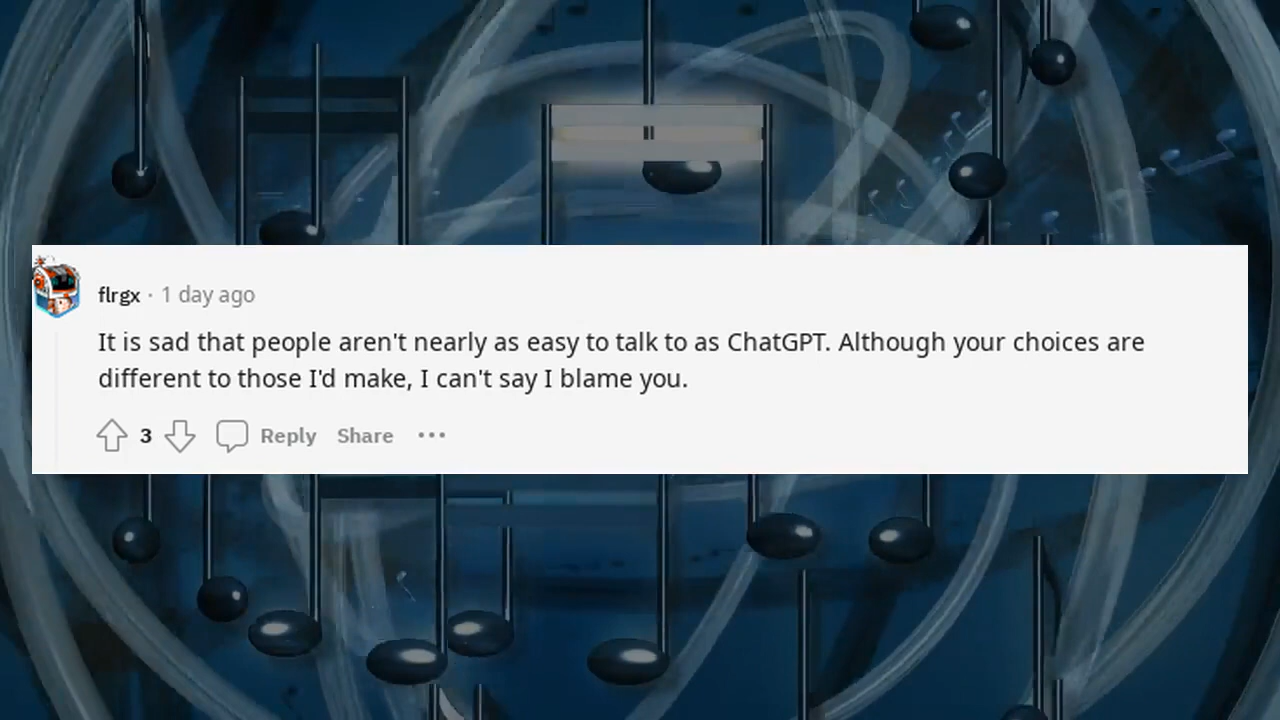 flrgx · 1 day ago
It is sad that people aren't nearly as easy to talk to as ChatGPT. Although your choices are
different to those I'd make, I can't say I blame you.
3 Reply Share ···